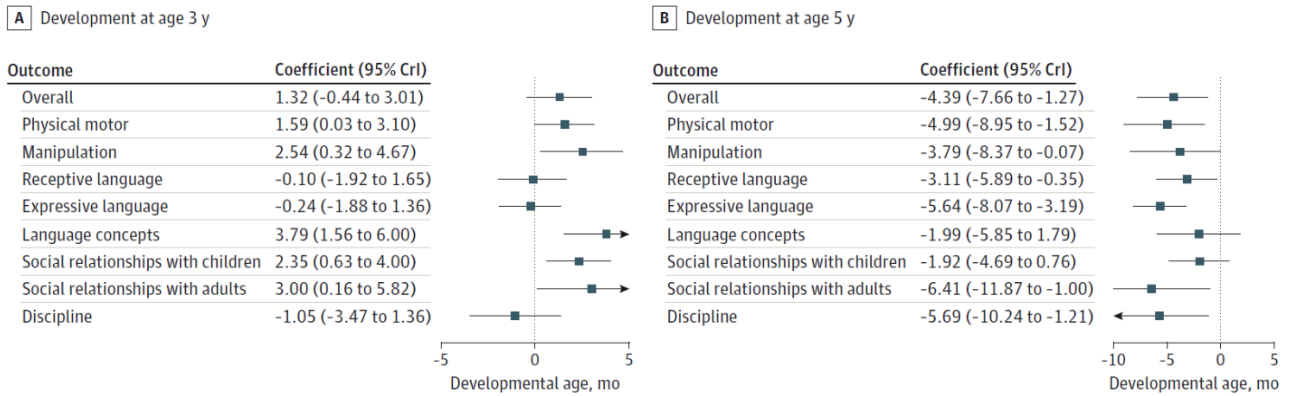 A Development at age 3 y
Outcome Coefficient (95% CrI)
Overall 1.32 (-0.44 to 3.01)
Physical motor 1.59 (0.03 to 3.10)
Manipulation 2.54 (0.32 to 4.67)
Receptive language -0.10 (-1.92 to 1.65)
Expressive language -0.24 (-1.88 to 1.36)
Language concepts 3.79 (1.56 to 6.00)
Social relationships with children 2.35 (0.63 to 4.00)
Social relationships with adults 3.00 (0.16 to 5.82)
Discipline -1.05 (-3.47 to 1.36)
-5 0 5
Developmental age, mo
B Development at age 5 y
Outcome Coefficient (95% CrI)
Overall -4.39 (-7.66 to -1.27)
Physical motor -4.99 (-8.95 to -1.52)
Manipulation -3.79 (-8.37 to -0.07)
Receptive language -3.11 (-5.89 to -0.35)
Expressive language -5.64 (-8.07 to -3.19)
Language concepts -1.99 (-5.85 to 1.79)
Social relationships with children -1.92 (-4.69 to 0.76)
Social relationships with adults -6.41 (-11.87 to -1.00)
Discipline -5.69 (-10.24 to -1.21)
-10 -5 0 5
Developmental age, mo